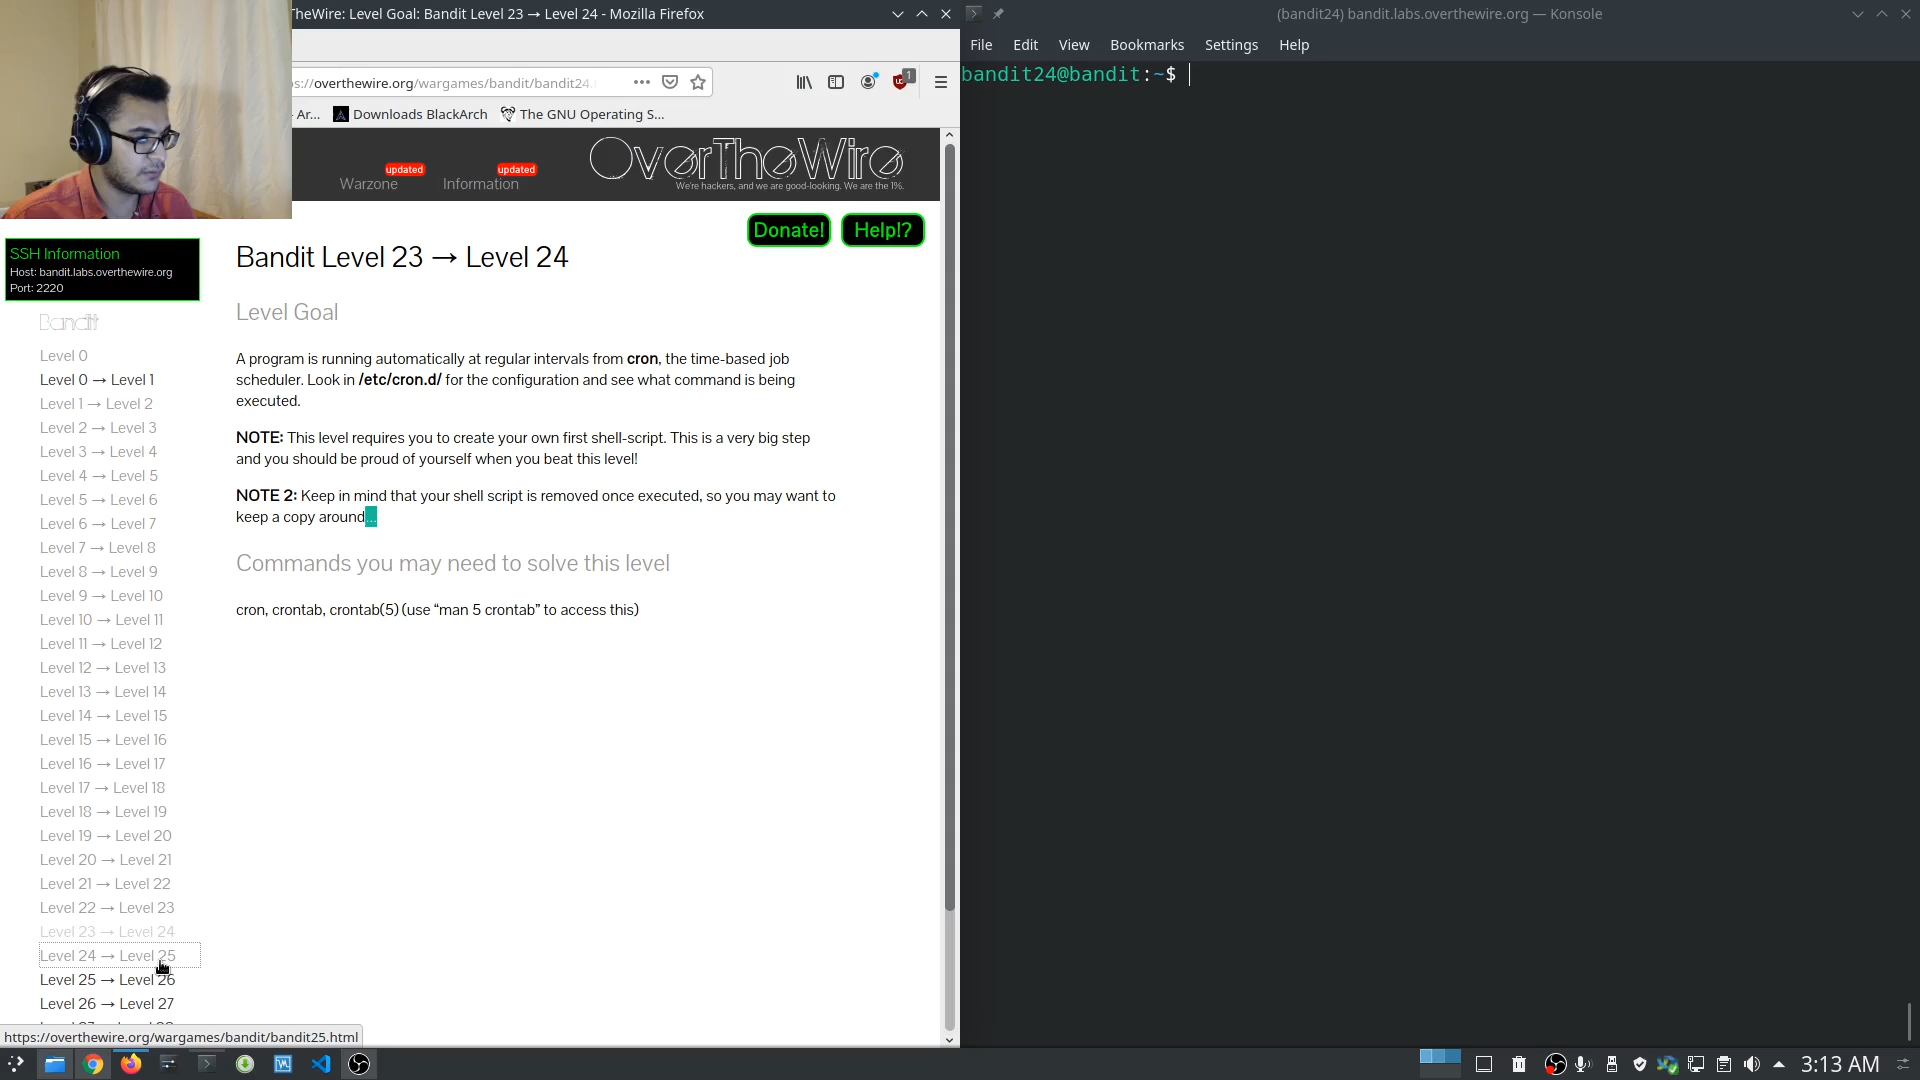 TheWire: Level Goal: Bandit Level 23 → Level 24 - Mozilla Firefox
s://overthewire.org/wargames/bandit/bandit24.
1
Ar...
Downloads BlackArch
The GNU Operating S...
updated
updated
Warzone
Information
OverTheWire
We're hackers, and we are good-looking. We are the 1%.
Donate!
Help!?
SSH Information
Host: bandit.labs.overthewire.org
Port: 2220
Bandit
Level 0
Level 0 → Level 1
Level 1 → Level 2
Level 2 → Level 3
Level 3 → Level 4
Level 4 → Level 5
Level 5 → Level 6
Level 6 → Level 7
Level 7 → Level 8
Level 8 → Level 9
Level 9 → Level 10
Level 10 → Level 11
Level 11 → Level 12
Level 12 → Level 13
Level 13 → Level 14
Level 14 → Level 15
Level 15 → Level 16
Level 16 → Level 17
Level 17 → Level 18
Level 18 → Level 19
Level 19 → Level 20
Level 20 → Level 21
Level 21 → Level 22
Level 22 → Level 23
Level 23 → Level 24
Level 24 → Level 25
Level 25 → Level 26
Level 26 → Level 27
https://overthewire.org/wargames/bandit/bandit25.html
Bandit Level 23 → Level 24
Level Goal
A program is running automatically at regular intervals from cron, the time-based job
scheduler. Look in /etc/cron.d/ for the configuration and see what command is being
executed.
NOTE: This level requires you to create your own first shell-script. This is a very big step
and you should be proud of yourself when you beat this level!
NOTE 2: Keep in mind that your shell script is removed once executed, so you may want to
keep a copy around...
Commands you may need to solve this level
cron, crontab, crontab(5) (use “man 5 crontab” to access this)
(bandit24) bandit.labs.overthewire.org — Konsole
File Edit View Bookmarks Settings Help
bandit24@bandit:~$
3:13 AM